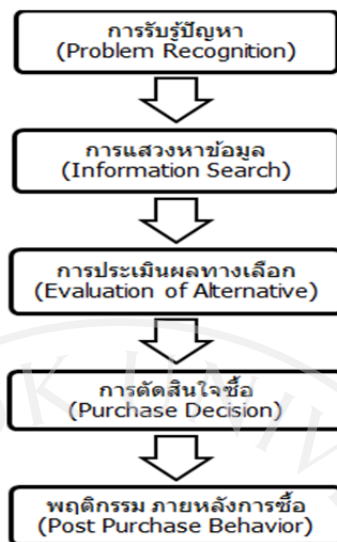 การรับรู้ปัญหา
(Problem Recognition)
การแสวงหาข้อมูล
(Information Search)
การประเมินผลทางเลือก
(Evaluation of Alternative)
การตัดสินใจซื้อ
(Purchase Decision)
พฤติกรรม ภายหลังการซื้อ
(Post Purchase Behavior)